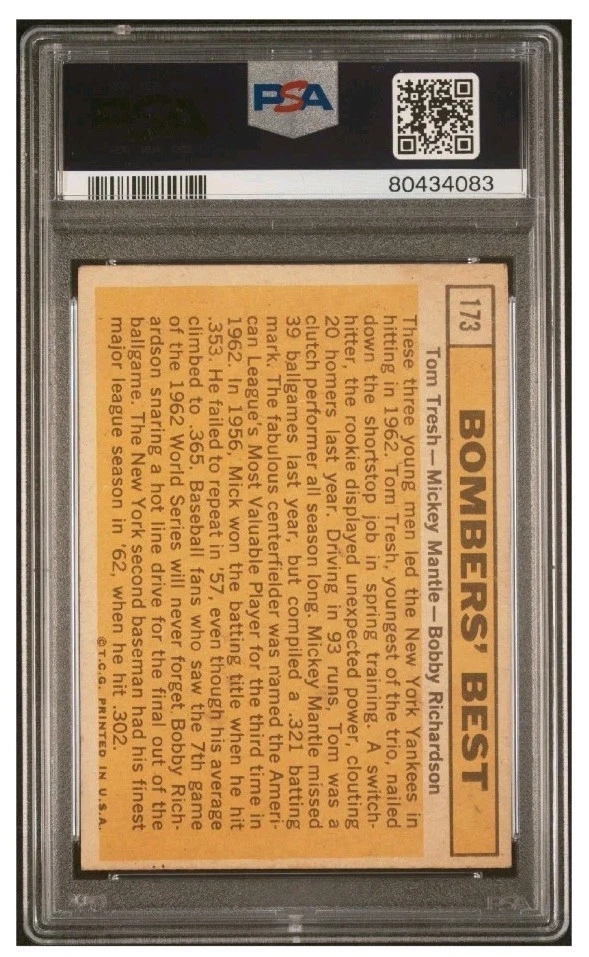 PSA
80434083
173
BOMBERS' BEST
Tom Tresh—Mickey Mantle—Bobby Richardson
These three young men led the New York Yankees in
hitting in 1962. Tom Tresh, youngest of the trio, nailed
down the shortstop job in spring training. A switch-
hitter, the rookie displayed unexpected power, clouting
20 homers last year. Driving in 93 runs, Tom was a
clutch performer all season long. Mickey Mantle missed
39 ballgames last year, but compiled a .321 batting
mark. The fabulous centerfielder was named the Ameri-
can League's Most Valuable Player for the third time in
1962. In 1956, Mick won the batting title when he hit
.353. He failed to repeat in '57, even though his average
climbed to .365. Baseball fans who saw the 7th game
of the 1962 World Series will never forget Bobby Rich-
ardson snaring a hot line drive for the final out of the
ballgame. The New York second baseman had his finest
major league season in '62, when he hit .302.
© T.C.G. PRINTED IN U.S.A.
PSA